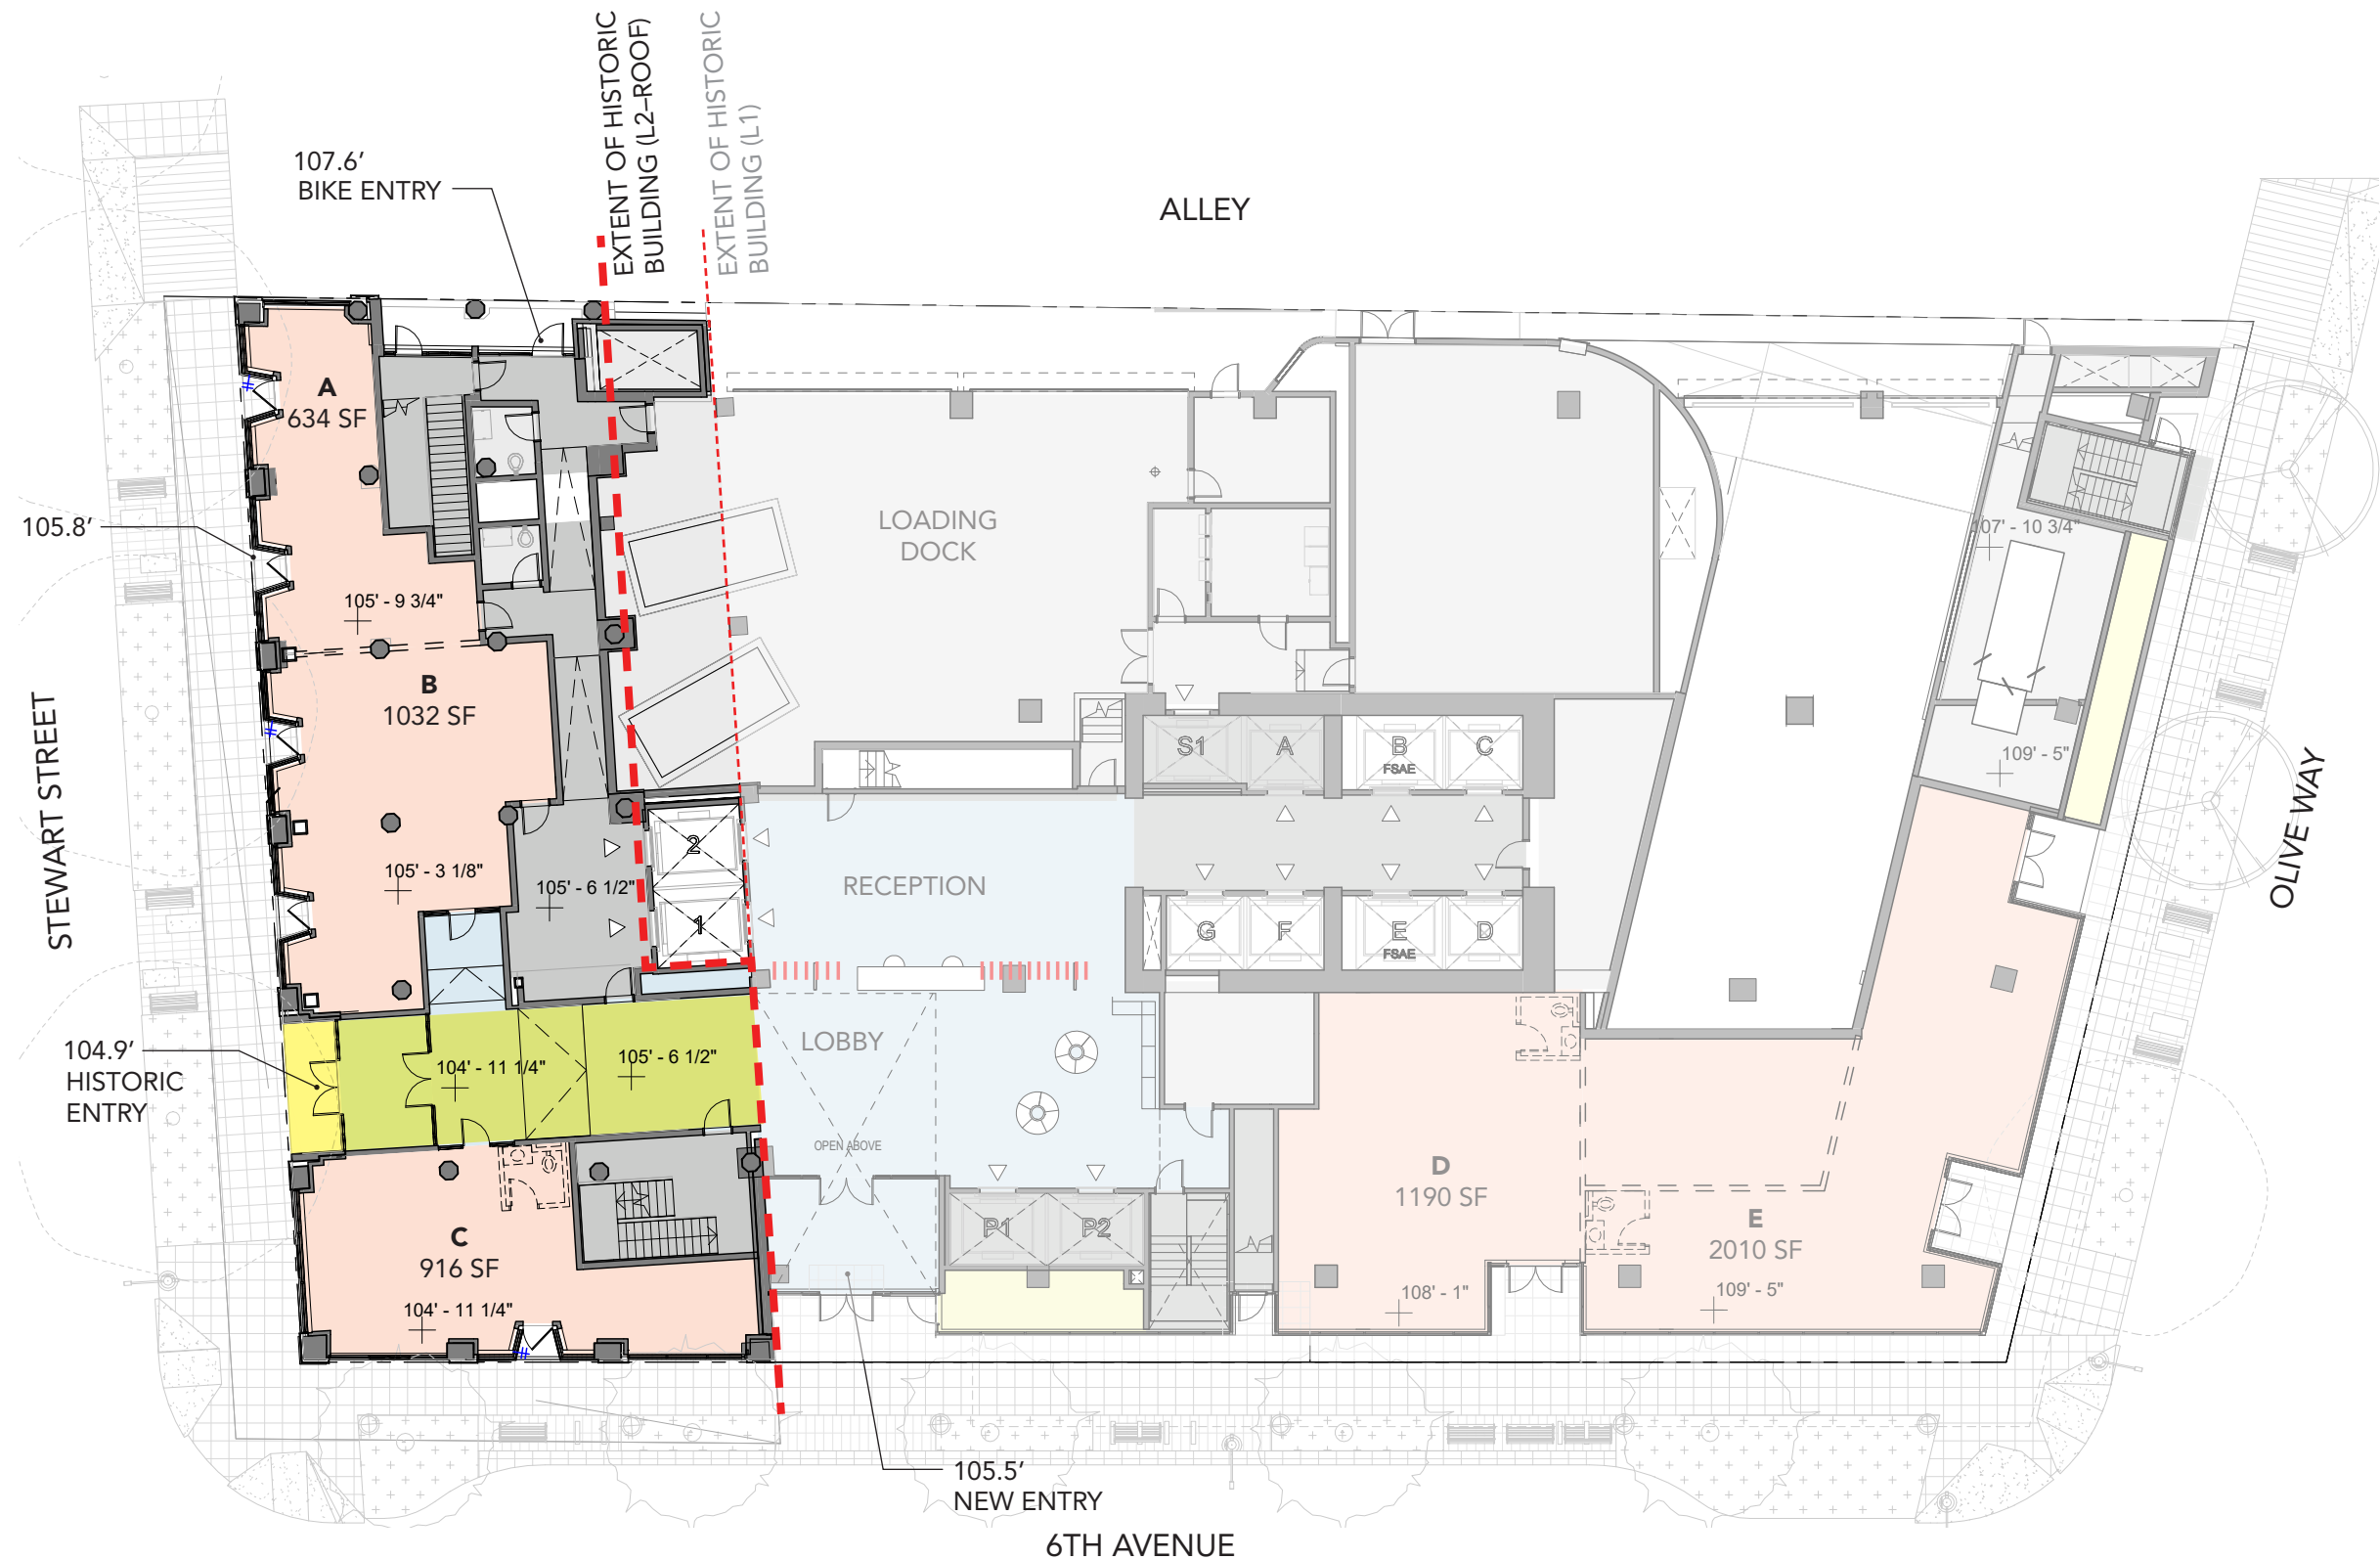 EXTENT OF HISTORIC
BUILDING (L2–ROOF)
EXTENT OF HISTORIC
BUILDING (L1)
107.6’
BIKE ENTRY
ALLEY
A
634 SF
105.8’
LOADING
DOCK
107' - 10 3/4"
105' - 9 3/4"
B
1032 SF
STEWART STREET
S1
A
B
FSAE
C
109' - 5"
OLIVE WAY
2
105' - 3 1/8"
105' - 6 1/2"
RECEPTION
1
G
F
E
FSAE
D
104.9’
HISTORIC
ENTRY
104' - 11 1/4"
105' - 6 1/2"
LOBBY
OPEN ABOVE
D
1190 SF
C
916 SF
P1
P2
E
2010 SF
104' - 11 1/4"
108' - 1"
109' - 5"
105.5’
NEW ENTRY
6TH AVENUE